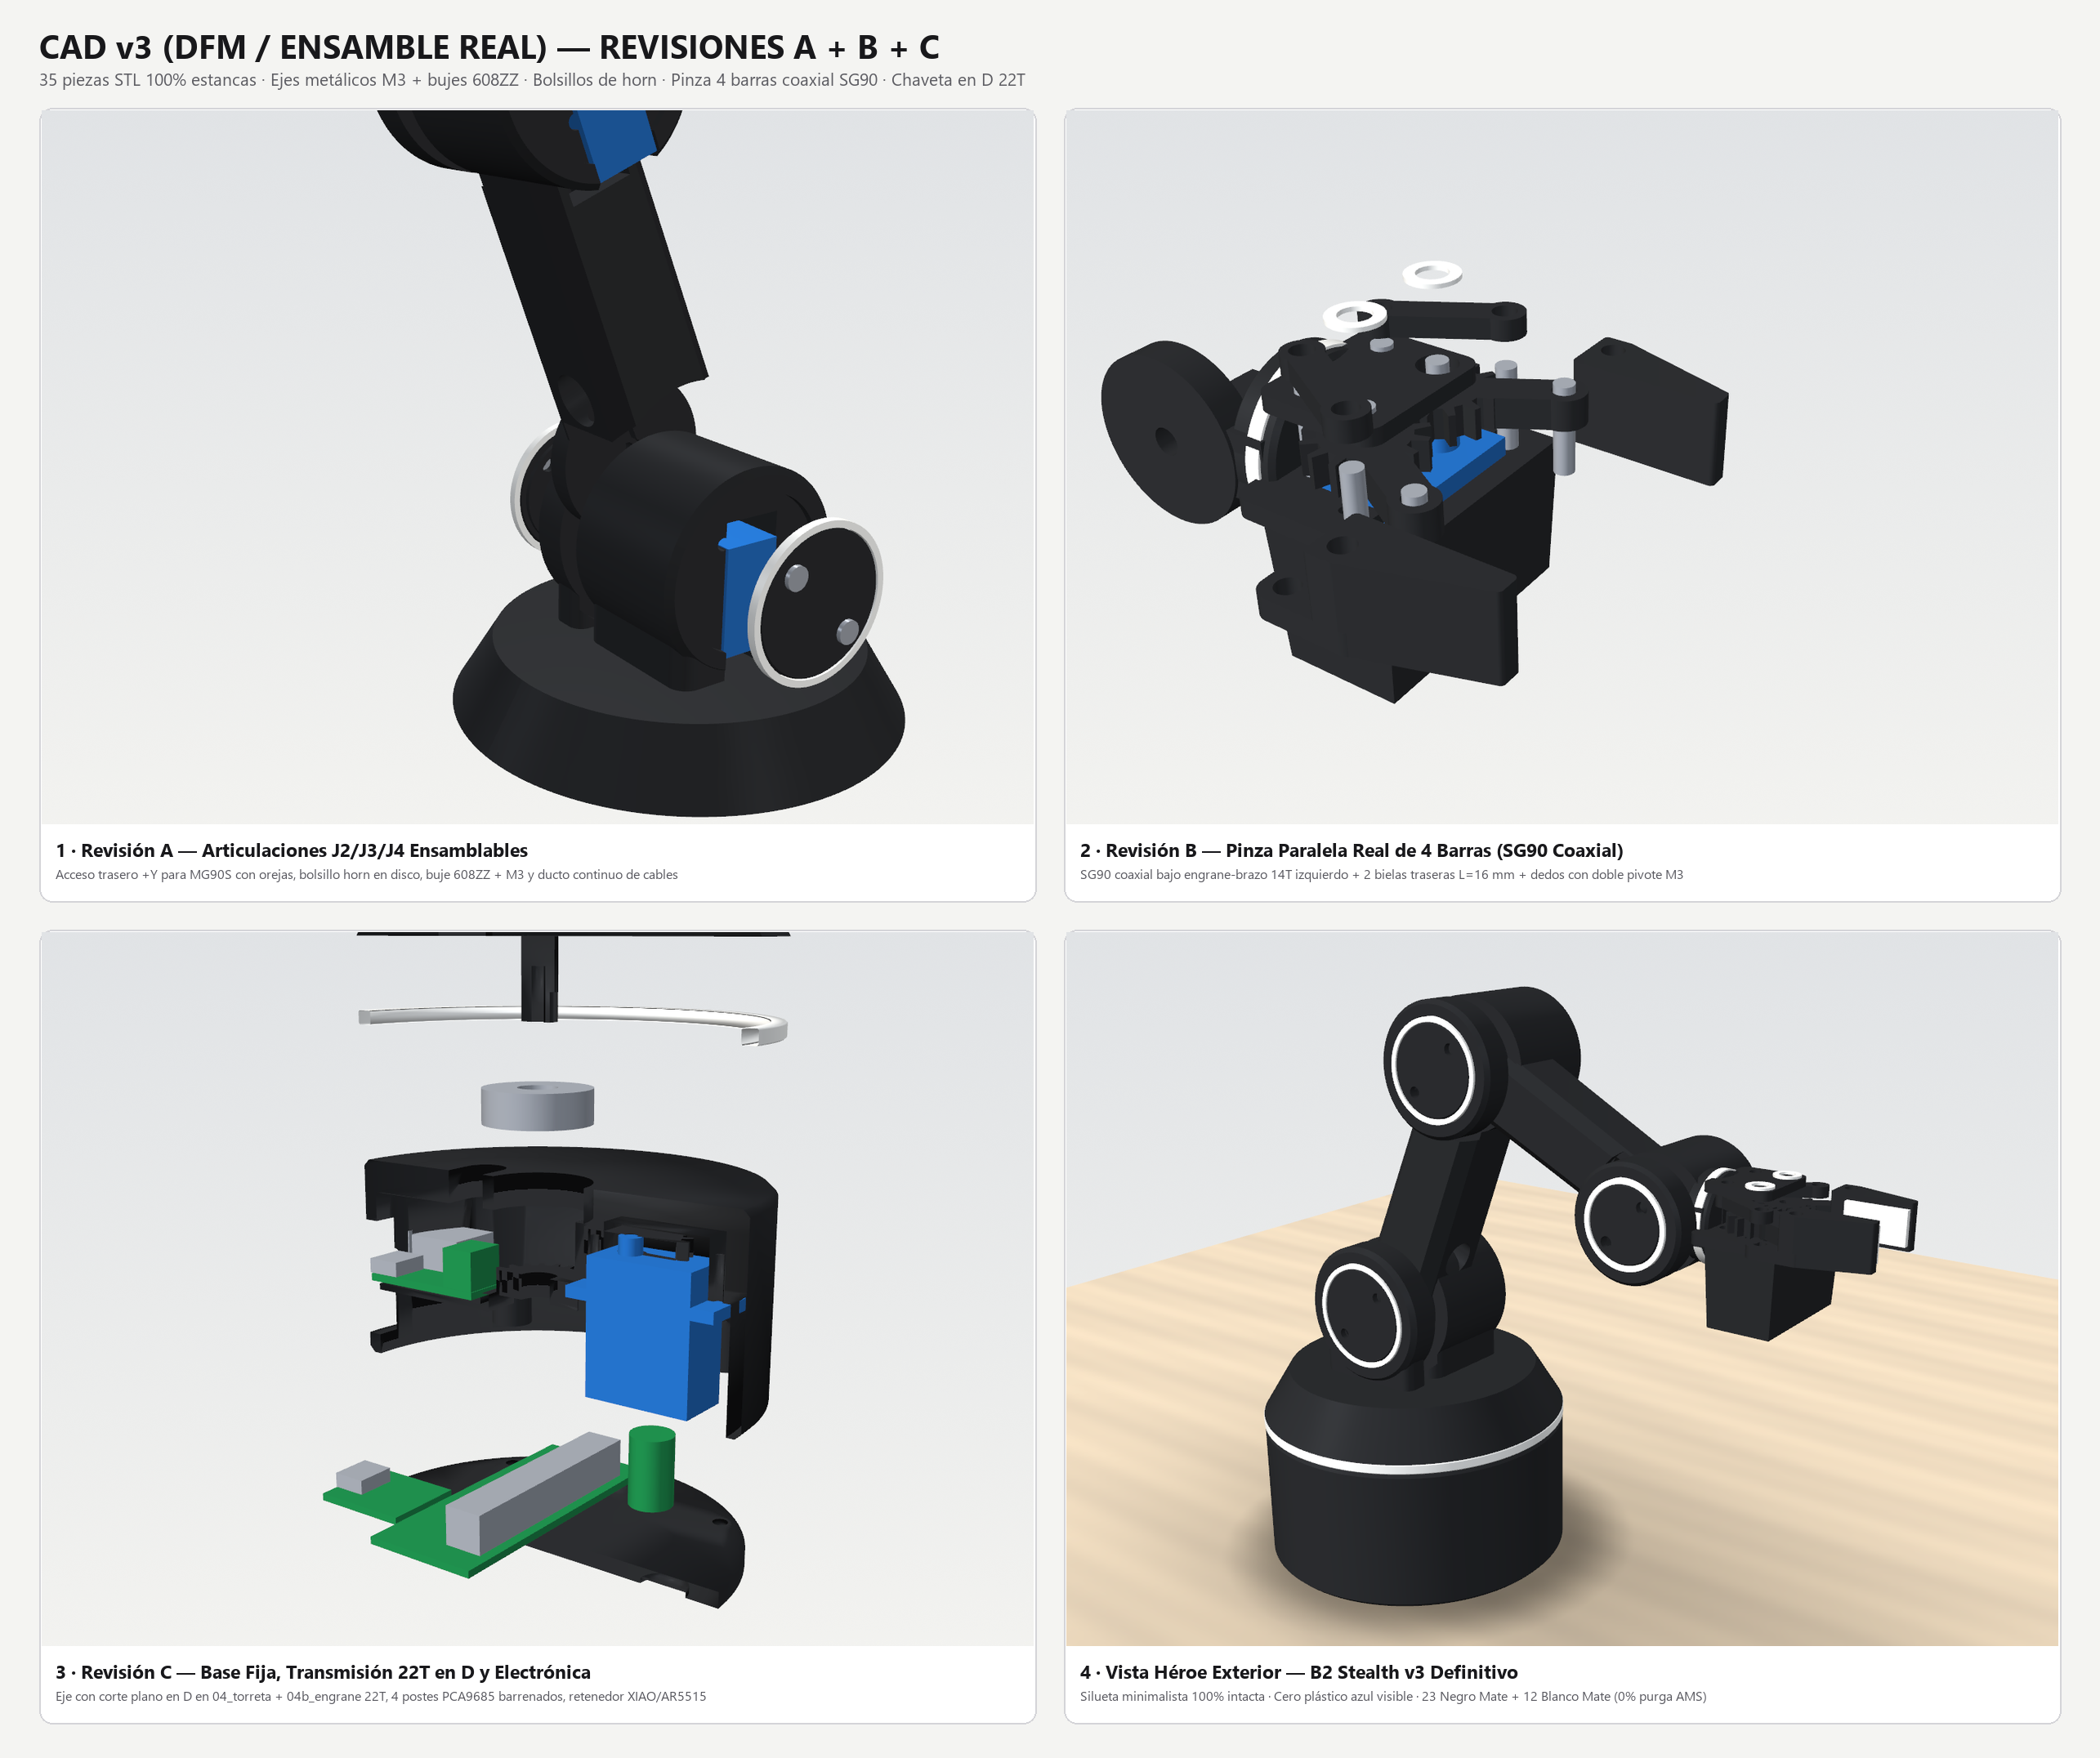 CAD v3 (DFM / ENSAMBLE REAL) — REVISIONES A + B + C
35 piezas STL 100% estancas · Ejes metálicos M3 + bujes 608ZZ · Bolsillos de horn · Pinza 4 barras coaxial SG90 · Chaveta en D 22T
1 · Revisión A — Articulaciones J2/J3/J4 Ensamblables
Acceso trasero +Y para MG90S con orejas, bolsillo horn en disco, buje 608ZZ + M3 y ducto continuo de cables
2 · Revisión B — Pinza Paralela Real de 4 Barras (SG90 Coaxial)
SG90 coaxial bajo engrane-brazo 14T izquierdo + 2 bielas traseras L=16 mm + dedos con doble pivote M3
3 · Revisión C — Base Fija, Transmisión 22T en D y Electrónica
Eje con corte plano en D en 04_torreta + 04b_engrane 22T, 4 postes PCA9685 barrenados, retenedor XIAO/AR5515
4 · Vista Héroe Exterior — B2 Stealth v3 Definitivo
Silueta minimalista 100% intacta · Cero plástico azul visible · 23 Negro Mate + 12 Blanco Mate (0% purga AMS)